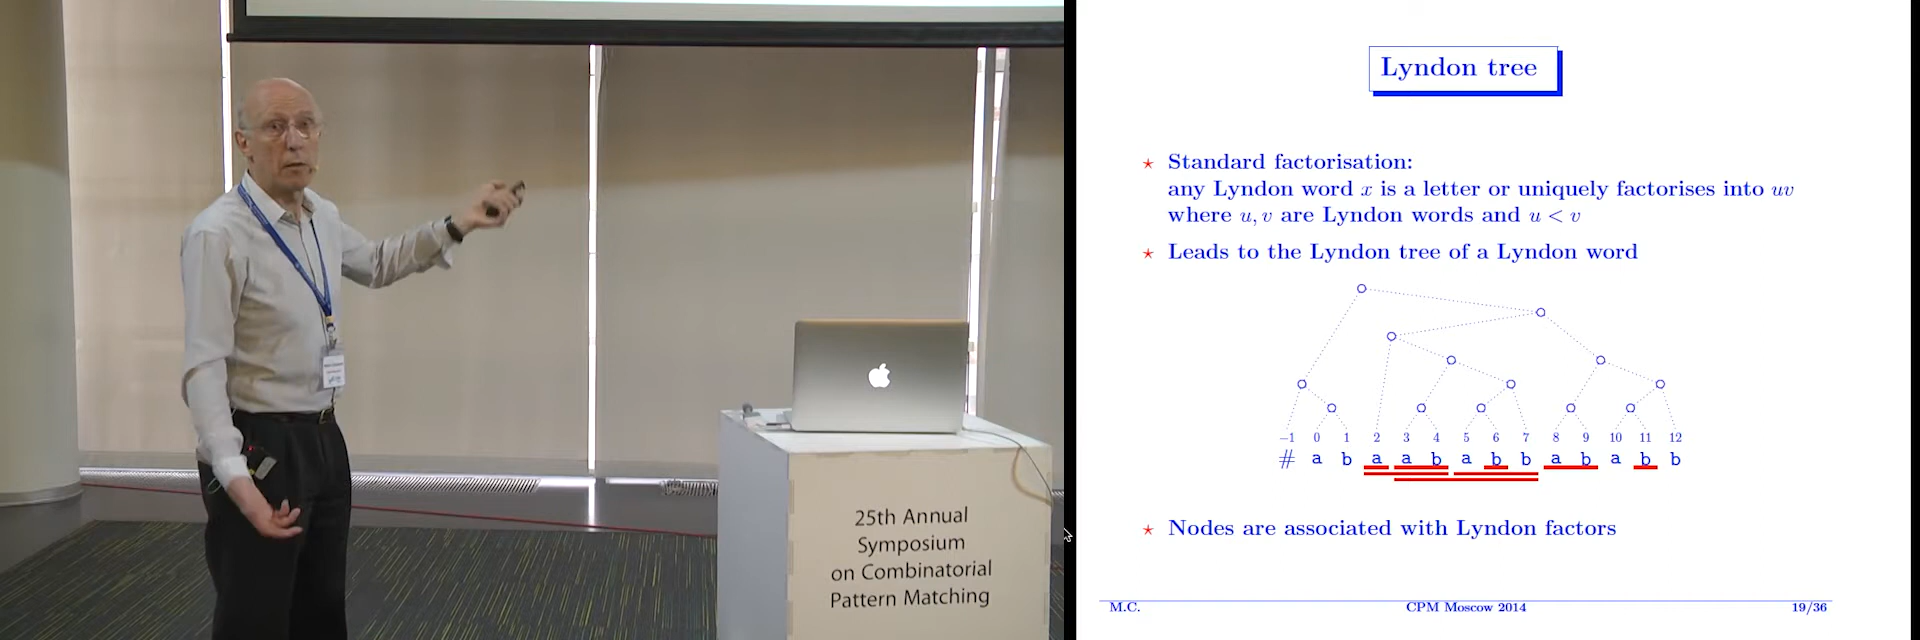 25th Annual
Symposium
on Combinatorial
Pattern Matching
Lyndon tree
⋆ Standard factorisation:
any Lyndon word x is a letter or uniquely factorises into uv
where u, v are Lyndon words and u < v
⋆ Leads to the Lyndon tree of a Lyndon word
−1 0 1 2 3 4 5 6 7 8 9 10 11 12
# a b a a b a b b a b a b b
⋆ Nodes are associated with Lyndon factors
M.C. CPM Moscow 2014 19/36